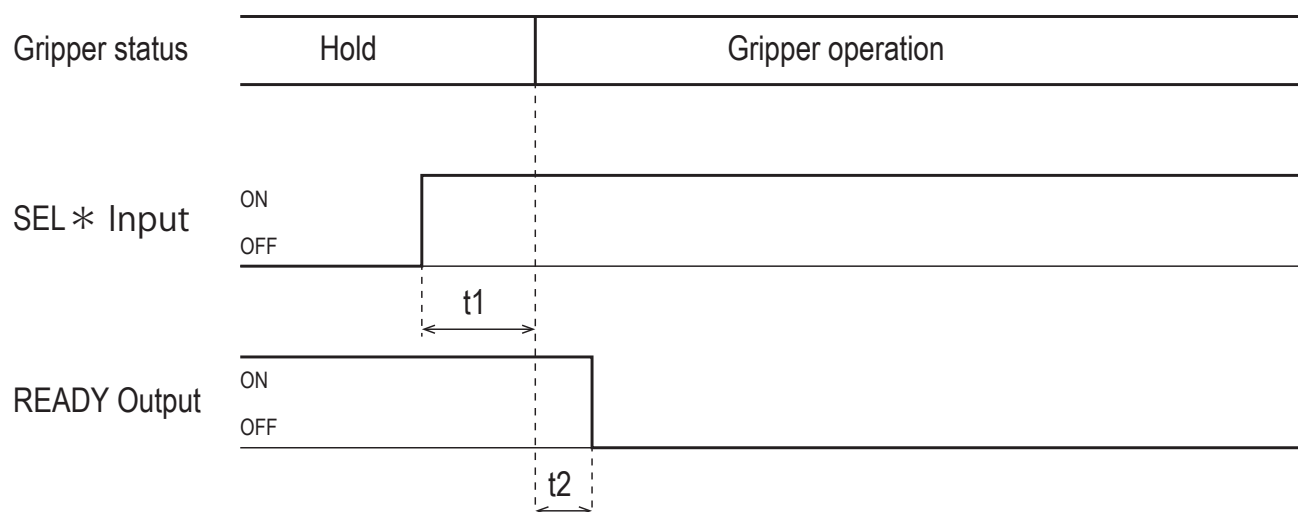 Gripper status Hold Gripper operation
ON
SEL＊ Input
OFF
t1
ON
READY Output
OFF
t2